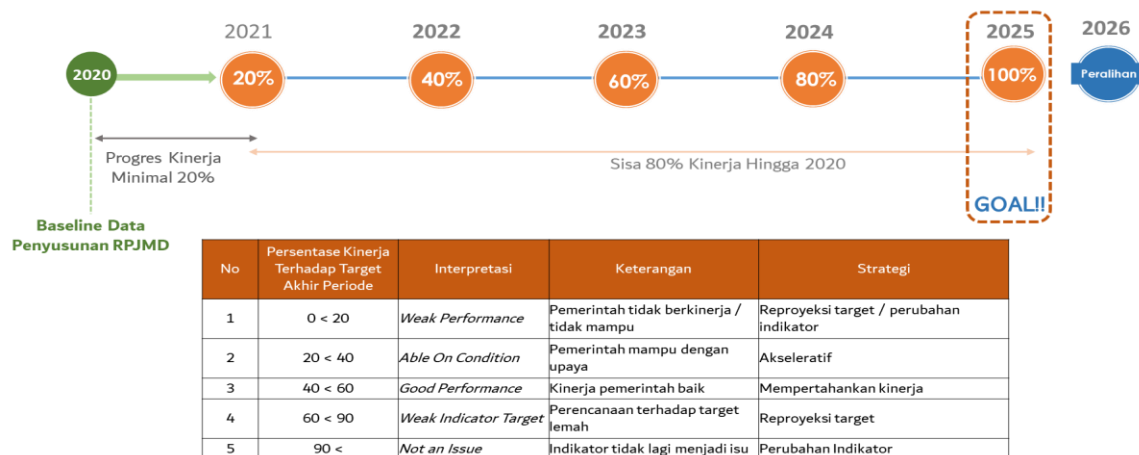 2021
2022
2023
2024
2025
2026
2020
20%
40%
60%
80%
100%
Peralihan
Progres Kinerja
Minimal 20%
Sisa 80% Kinerja Hingga 2020
GOAL!!
Baseline Data
Penyusunan RPJMD
No
Persentase Kinerja
Terhadap Target
Akhir Periode
Interpretasi
Keterangan
Strategi
1
0 < 20
Weak Performance
Pemerintah tidak berkinerja /
tidak mampu
Reproyeksi target / perubahan
indikator
2
20 < 40
Able On Condition
Pemerintah mampu dengan
upaya
Akseleratif
3
40 < 60
Good Performance
Kinerja pemerintah baik
Mempertahankan kinerja
4
60 < 90
Weak Indicator Target
Perencanaan terhadap target
lemah
Reproyeksi target
5
90 <
Not an Issue
Indikator tidak lagi menjadi isu
Perubahan Indikator